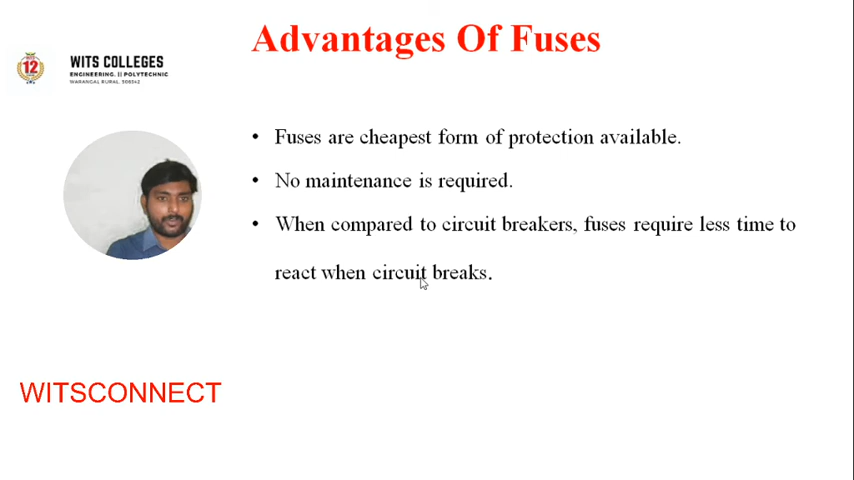 Advantages Of Fuses
12
WITS COLLEGES
ENGINEERING. || POLYTECHNIC
WARANGAL RURAL. 506342
• Fuses are cheapest form of protection available.
• No maintenance is required.
• When compared to circuit breakers, fuses require less time to
react when circuit breaks.
WITSCONNECT